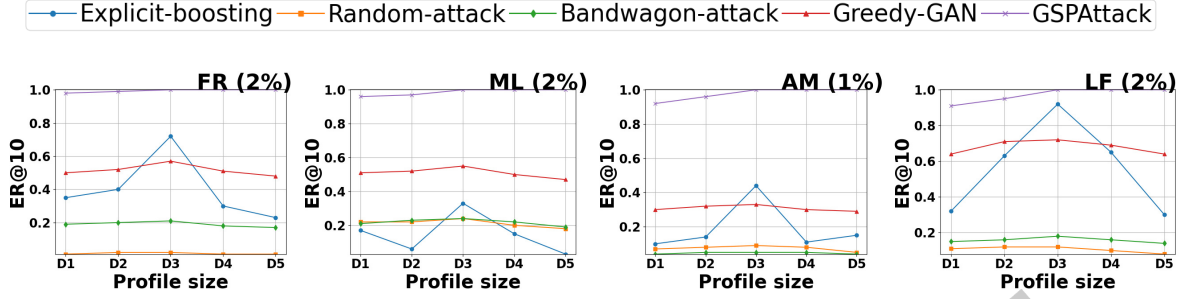 Explicit-boosting Random-attack Bandwagon-attack Greedy-GAN GSPAttack
FR (2%) ML (2%) AM (1%) LF (2%)
ER@10 1.0 0.8 0.6 0.4 0.2
D1 D2 D3 D4 D5
Profile size
ER@10 1.0 0.8 0.6 0.4 0.2
D1 D2 D3 D4 D5
Profile size
ER@10 1.0 0.8 0.6 0.4 0.2
D1 D2 D3 D4 D5
Profile size
ER@10 1.0 0.8 0.6 0.4 0.2
D1 D2 D3 D4 D5
Profile size